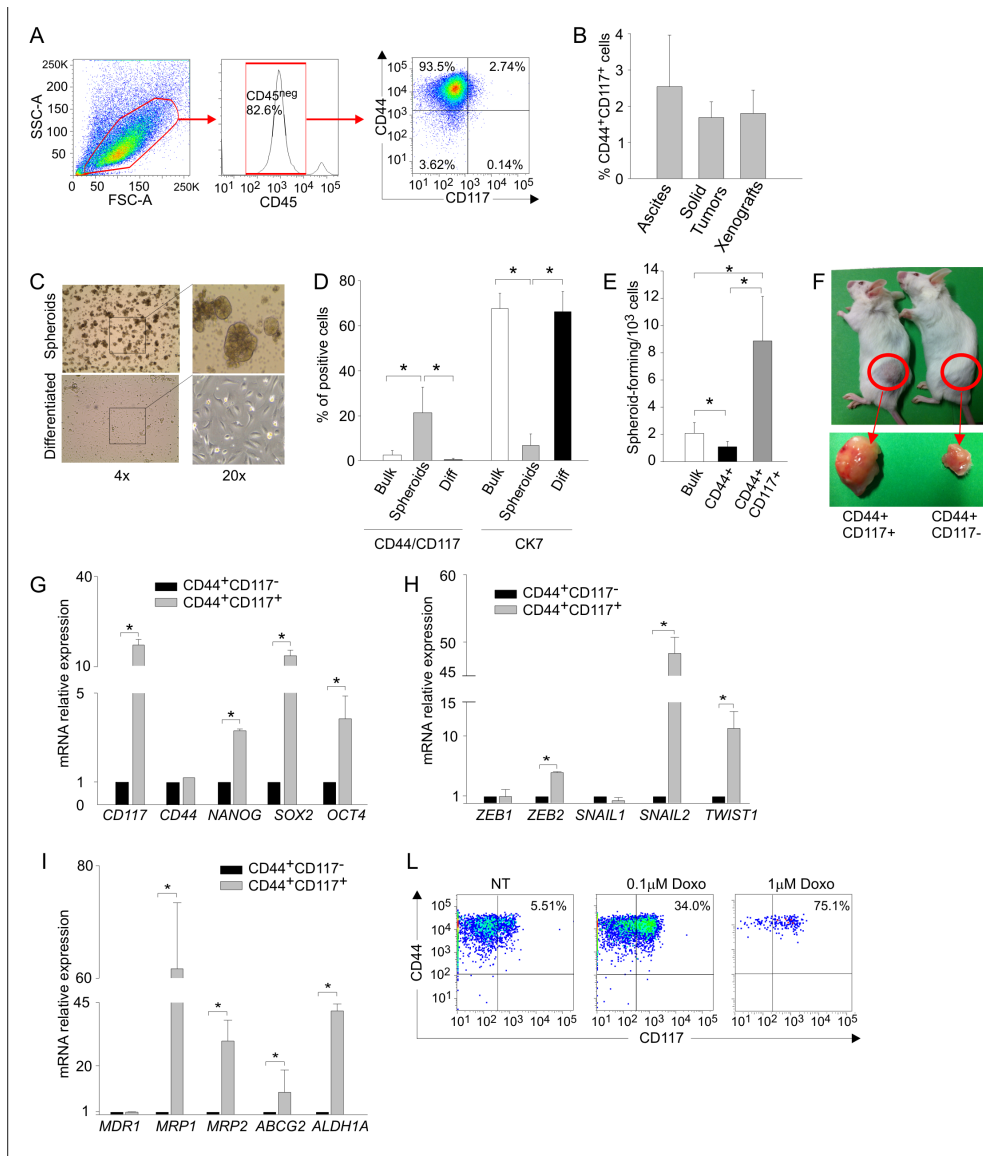 A
250K
200
150
100
50
SSC-A
0 50 150 250K
FSC-A
CD45neg
82.6%
10¹ 10² 10³ 10⁴ 10⁵
CD45
93.5% 2.74%
3.62% 0.14%
10⁵
10⁴
10³
10²
10¹
CD44
10¹ 10² 10³ 10⁴ 10⁵
CD117
B
% CD44⁺CD117⁺ cells
4
3
2
1
0
Ascites
Solid
Tumors
Xenografts
C
Spheroids
Differentiated
4x 20x
D
% of positive cells
80
60
40
20
0
* * * *
Bulk
Spheroids
Diff
Bulk
Spheroids
Diff
CD44/CD117 CK7
E
Spheroid-forming/10³ cells
14
12
10
8
6
4
2
0
*
*
*
Bulk
CD44+
CD44+
CD117+
F
CD44+
CD117+
CD44+
CD117-
G
CD44⁺CD117⁻
CD44⁺CD117⁺
mRNA relative expression
40
10
5
1
0
* * * *
CD117 CD44 NANOG SOX2 OCT4
H
CD44⁺CD117⁻
CD44⁺CD117⁺
mRNA relative expression
60
50
45
15
10
1
* * *
ZEB1 ZEB2 SNAIL1 SNAIL2 TWIST1
I
CD44⁺CD117⁻
CD44⁺CD117⁺
mRNA relative expression
80
60
45
20
1
* * * *
MDR1 MRP1 MRP2 ABCG2 ALDH1A
L
NT 0.1µM Doxo 1µM Doxo
5.51% 34.0% 75.1%
10⁵
10⁴
10³
10²
10¹
CD44
10¹ 10² 10³ 10⁴ 10⁵ 10¹ 10² 10³ 10⁴ 10⁵ 10¹ 10² 10³ 10⁴ 10⁵
CD117